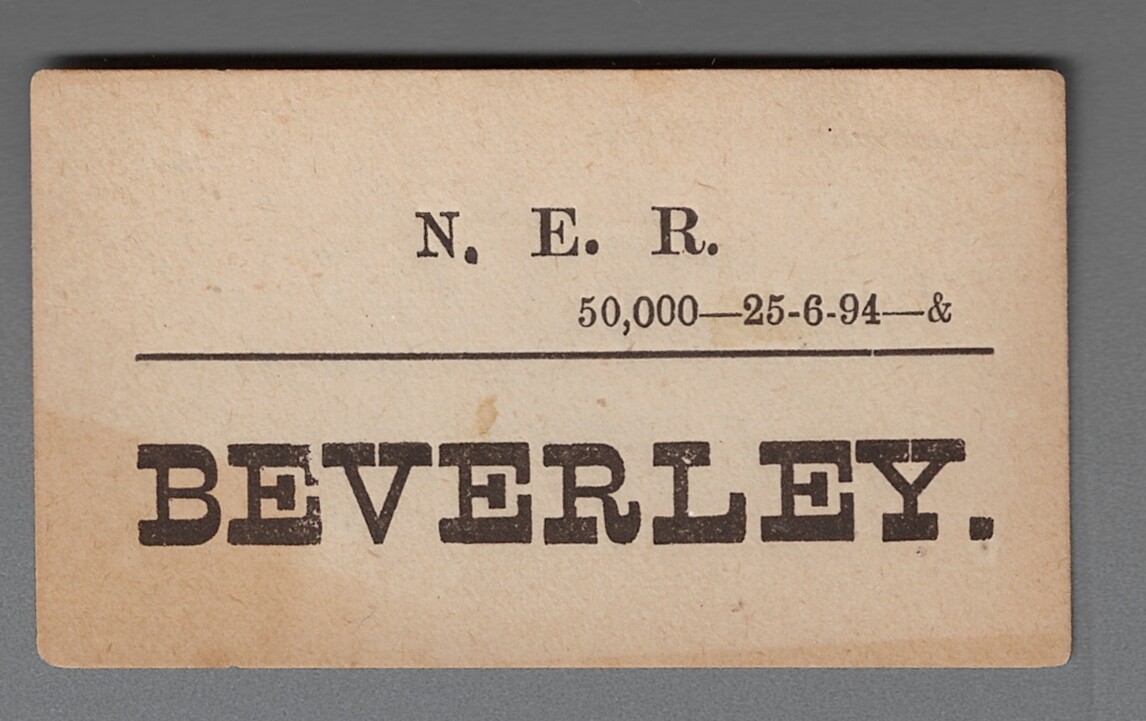 N. E. R.
50,000—25-6-94—&
BEVERLEY.